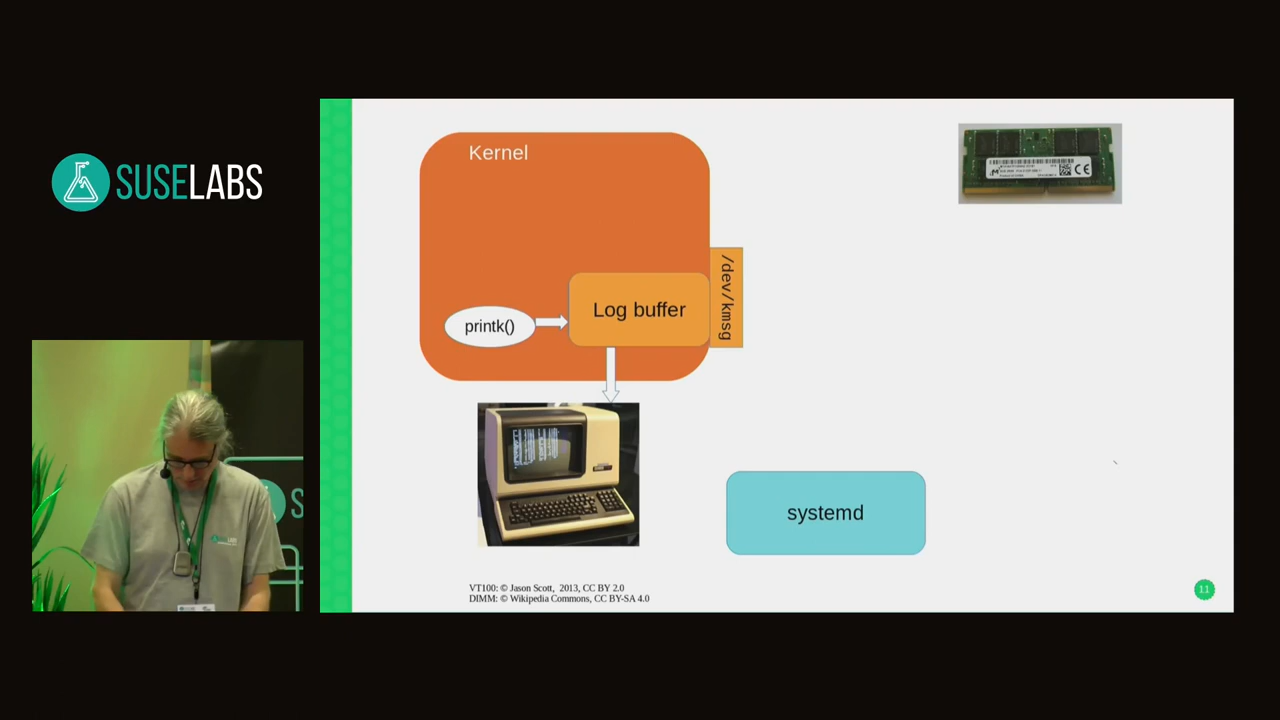 SUSELABS
Kernel
/dev/kmsg
Log buffer
printk()
systemd
VT100: © Jason Scott,  2013, CC BY 2.0
DIMM: © Wikipedia Commons, CC BY-SA 4.0
11